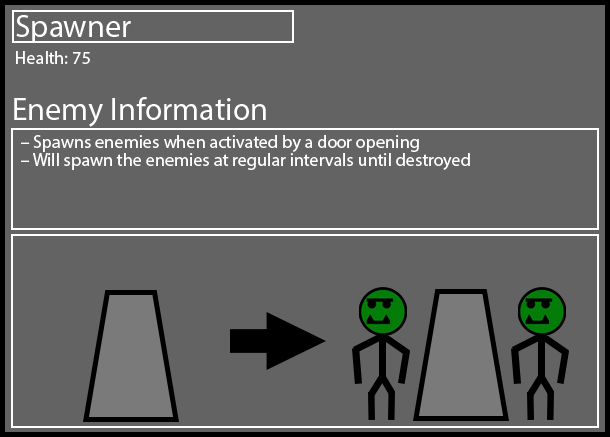 Spawner
Health: 75
Enemy Information
– Spawns enemies when activated by a door opening
– Will spawn the enemies at regular intervals until destroyed